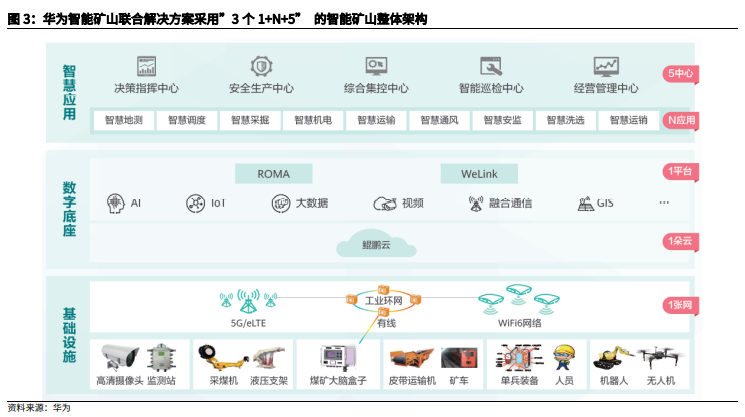 图 3：华为智能矿山联合解决方案采用”3 个 1+N+5” 的智能矿山整体架构
智慧应用
决策指挥中心 安全生产中心 综合集控中心 智能巡检中心 经营管理中心
5中心
智慧地测 智慧调度 智慧采掘 智慧机电 智慧运输 智慧通风 智慧安监 智慧洗选 智慧运销
N应用
数字底座
ROMA WeLink
1平台
AI IoT 大数据 视频 融合通信 GIS ...
鲲鹏云
1朵云
基础设施
工业环网
1张网
5G/eLTE 有线 WiFi6网络
高清摄像头 监测站 采煤机 液压支架 煤矿大脑盒子 皮带运输机 矿车 单兵装备 人员 机器人 无人机
资料来源：华为